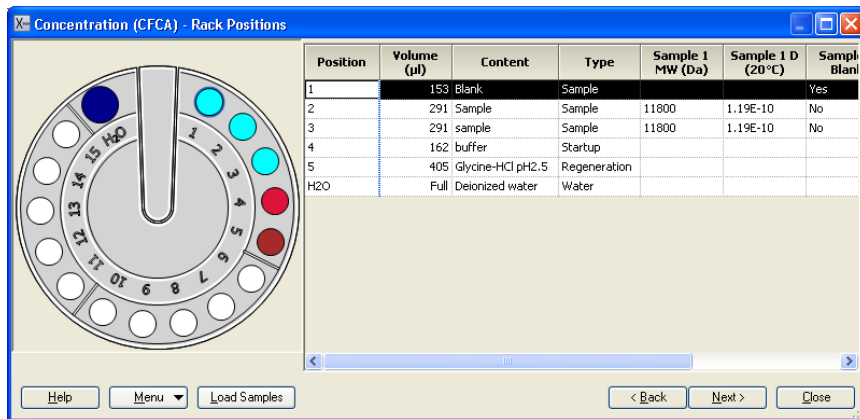 Concentration (CFCA) - Rack Positions
H2O
1
2
3
4
5
6
7
8
9
10
11
12
13
14
15
Position Volume (µl) Content Type Sample 1 MW (Da) Sample 1 D (20°C) Sample Blank
1 153 Blank Sample Yes
2 291 Sample Sample 11800 1.19E-10 No
3 291 sample Sample 11800 1.19E-10 No
4 162 buffer Startup
5 405 Glycine-HCl pH2.5 Regeneration
H2O Full Deionized water Water
Help Menu Load Samples < Back Next > Close